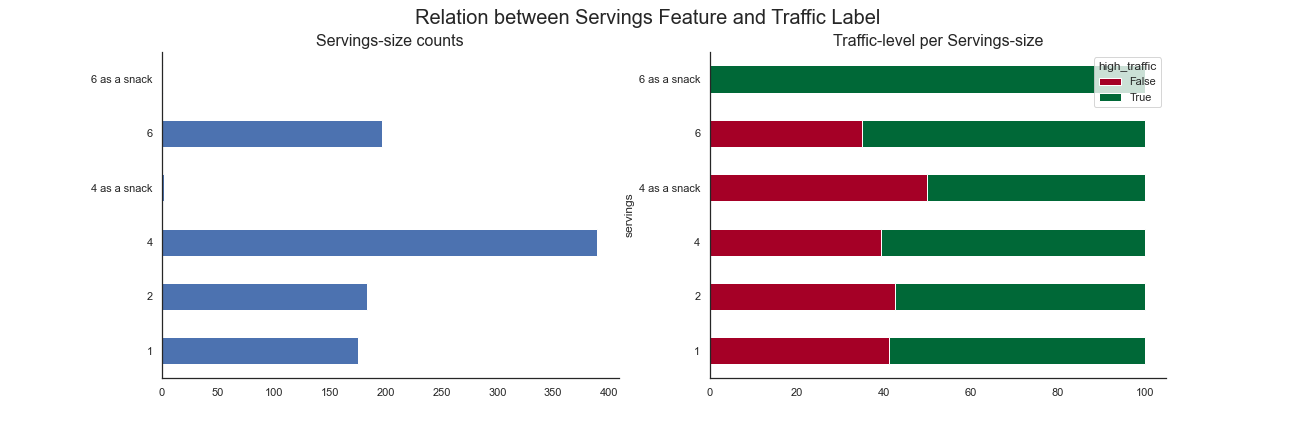 Relation between Servings Feature and Traffic Label
Servings-size counts
6 as a snack
6
4 as a snack
4
2
1
0 50 100 150 200 250 300 350 400
Traffic-level per Servings-size
servings
6 as a snack
6
4 as a snack
4
2
1
0 20 40 60 80 100
high_traffic
False
True